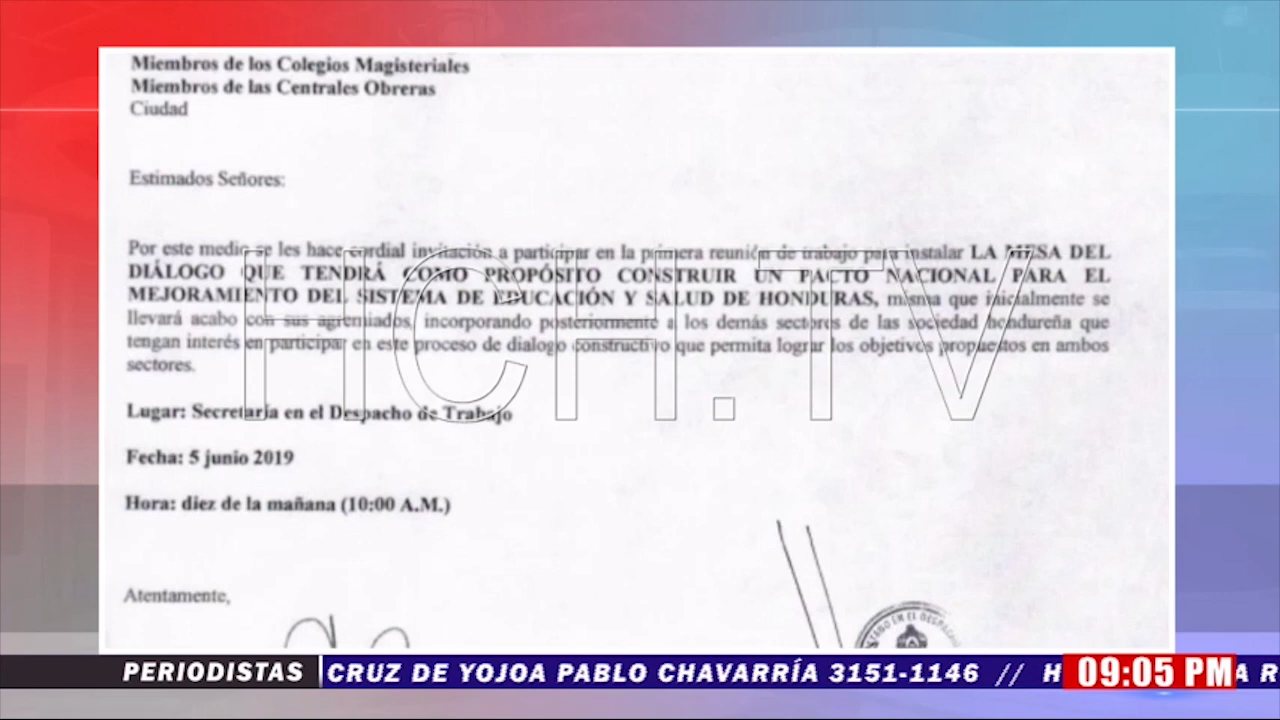 Miembros de los Colegios Magisteriales
Miembros de las Centrales Obreras
Ciudad
Estimados Señores:
Por este medio se les hace cordial invitación a participar en la primera reunión de trabajo para instalar LA MESA DEL
DIÁLOGO QUE TENDRÁ COMO PROPÓSITO CONSTRUIR UN PACTO NACIONAL PARA EL
MEJORAMIENTO DEL SISTEMA DE EDUCACIÓN Y SALUD DE HONDURAS, misma que inicialmente se
llevará acabo con sus agremiados, incorporando posteriormente a los demás sectores de las sociedad hondureña que
tengan interés en participar en este proceso de dialogo constructivo que permita lograr los objetivos propuestos en ambos
sectores.
HCH.TV
Lugar: Secretaría en el Despacho de Trabajo
Fecha: 5 junio 2019
Hora: diez de la mañana (10:00 A.M.)
Atentamente,
EN EL DESPACHO
PERIODISTAS CRUZ DE YOJOA PABLO CHAVARRÍA 3151-1146 // H 09:05 PM A R